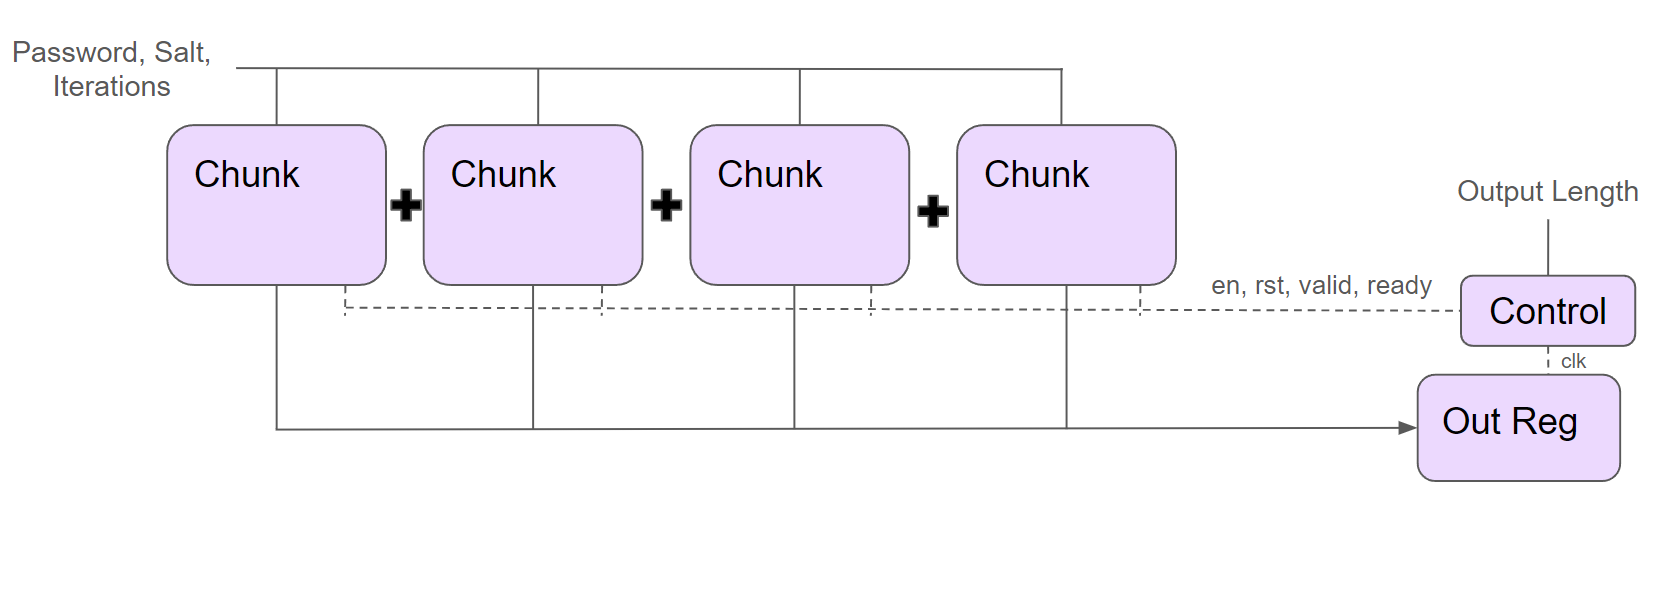 Password, Salt,
Iterations
Chunk
Chunk
Chunk
Chunk
Output Length
en, rst, valid, ready
Control
clk
Out Reg